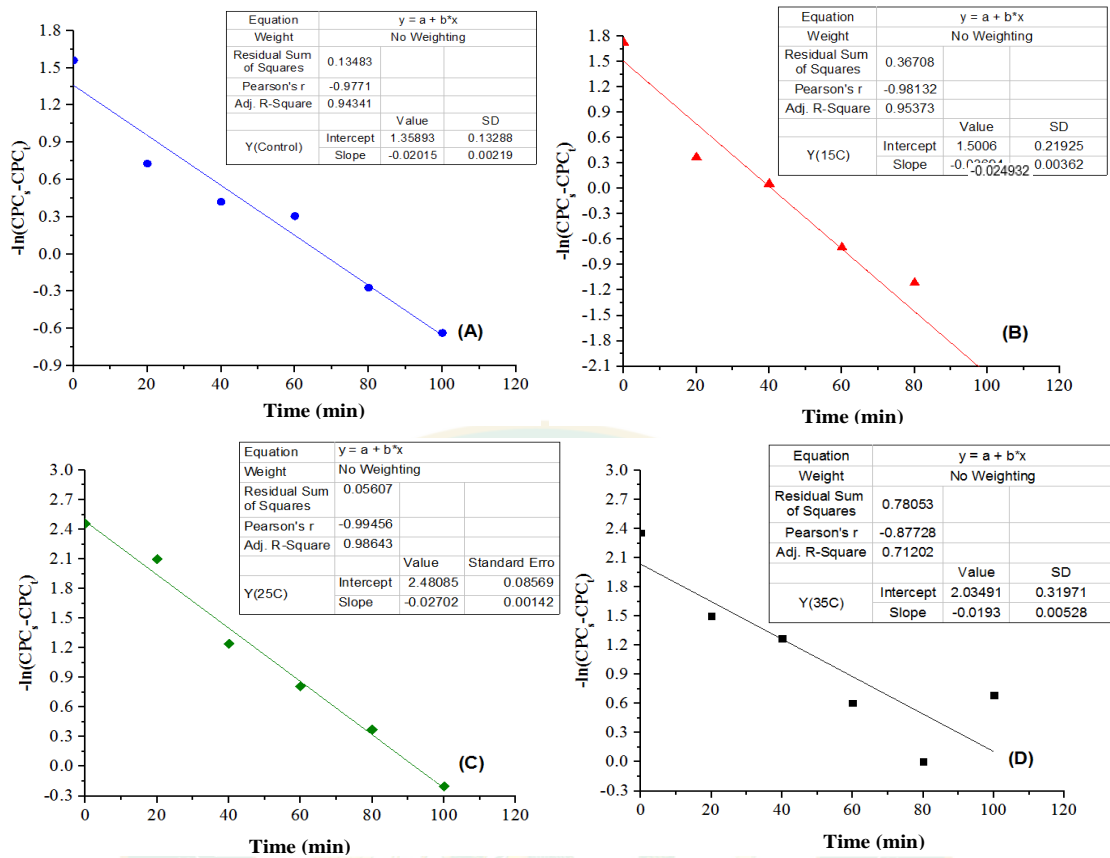 Equation y = a + b*x
Weight No Weighting
Residual Sum
of Squares 0.13483
Pearson's r -0.9771
Adj. R-Square 0.94341
Value SD
Y(Control) Intercept 1.35893 0.13288
Slope -0.02015 0.00219
1.8
1.5
1.2
0.9
0.6
0.3
0.0
-0.3
-0.6
-0.9
-ln(CPCs-CPCt)
(A)
0 20 40 60 80 100 120
Time (min)
Equation y = a + b*x
Weight No Weighting
Residual Sum
of Squares 0.36708
Pearson's r -0.98132
Adj. R-Square 0.95373
Value SD
Y(15C) Intercept 1.5006 0.21925
Slope 0.00362
-0.024932
1.8
1.5
1.2
0.9
0.6
0.3
0.0
-0.3
-0.6
-0.9
-1.2
-1.5
-1.8
-2.1
-ln(CPCs-CPCt)
(B)
0 20 40 60 80 100 120
Time (min)
Equation y = a + b*x
Weight No Weighting
Residual Sum
of Squares 0.05607
Pearson's r -0.99456
Adj. R-Square 0.98643
Value Standard Erro
Y(25C) Intercept 2.48085 0.08569
Slope -0.02702 0.00142
3.0
2.7
2.4
2.1
1.8
1.5
1.2
0.9
0.6
0.3
0.0
-0.3
-ln(CPCs-CPCt)
(C)
0 20 40 60 80 100 120
Time (min)
Equation y = a + b*x
Weight No Weighting
Residual Sum
of Squares 0.78053
Pearson's r -0.87728
Adj. R-Square 0.71202
Value SD
Y(35C) Intercept 2.03491 0.31971
Slope -0.0193 0.00528
3.0
2.7
2.4
2.1
1.8
1.5
1.2
0.9
0.6
0.3
0.0
-0.3
-ln(CPCs-CPCt)
(D)
0 20 40 60 80 100 120
Time (min)